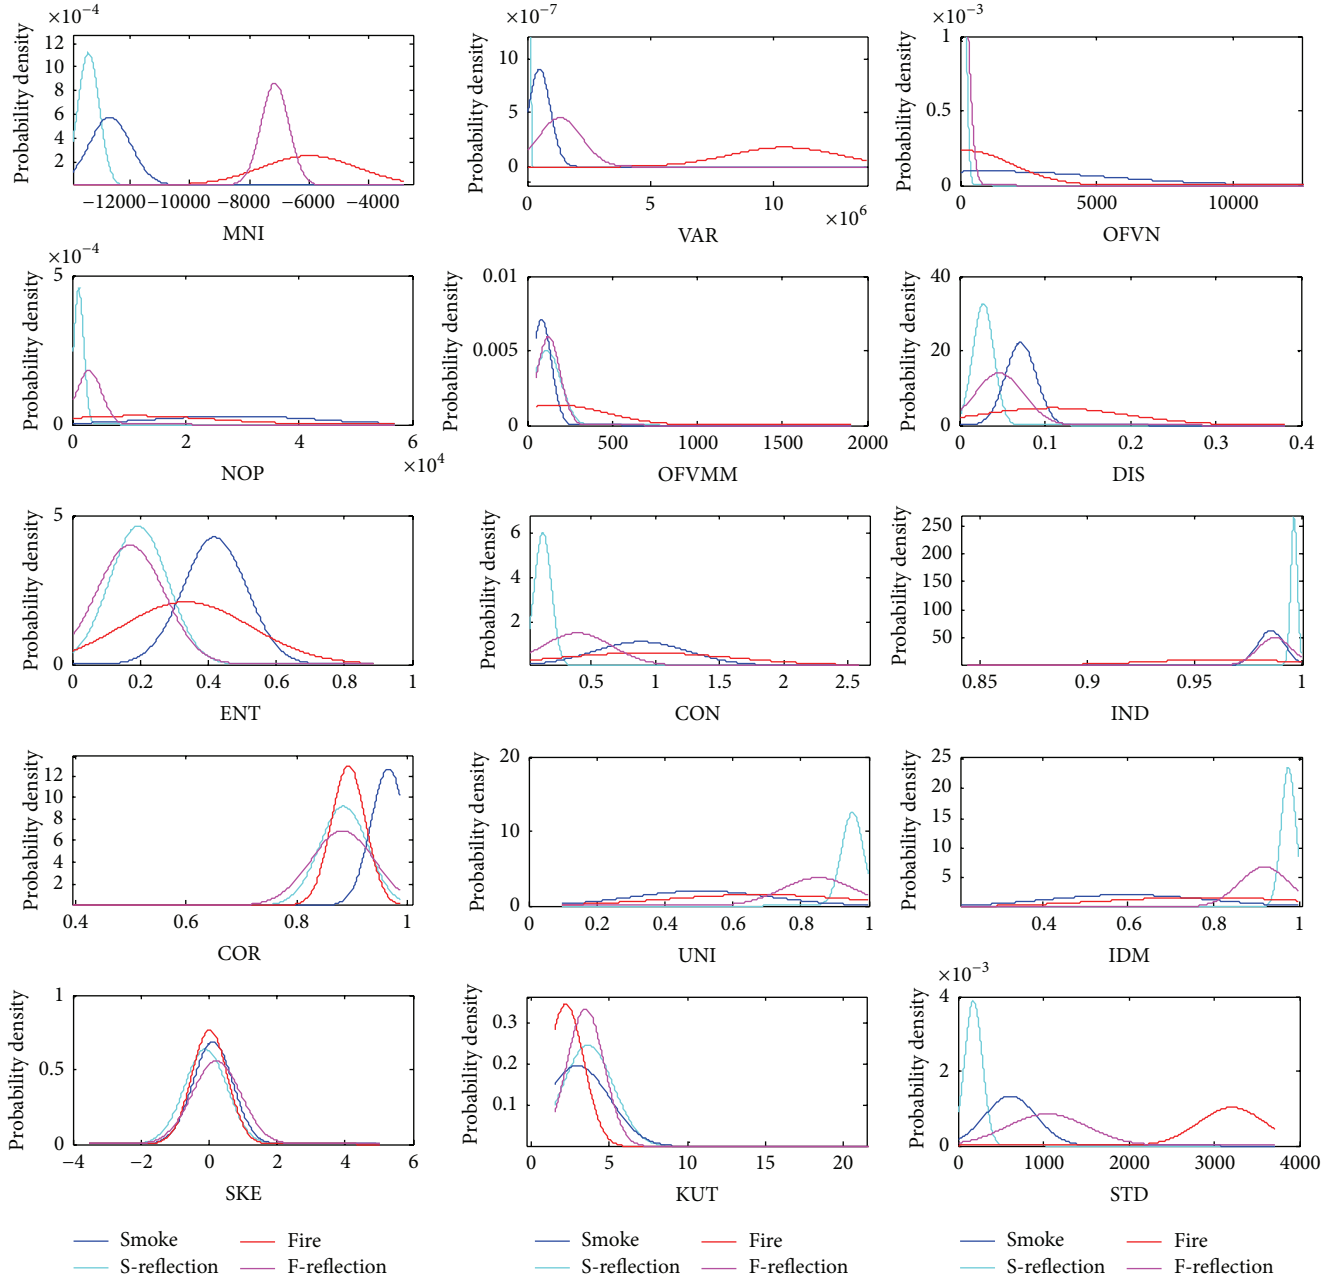 ×10⁻⁴
Probability density
12
10
8
6
4
2
−12000 −10000 −8000 −6000 −4000
MNI
×10⁻⁷
Probability density
10
5
0
0 5 10
×10⁶
VAR
×10⁻³
Probability density
1
0.5
0
0 5000 10000
OFVN
×10⁻⁴
Probability density
5
0
0 2 4 6
×10⁴
NOP
Probability density
0.01
0.005
0
0 500 1000 1500 2000
OFVMM
Probability density
40
20
0
0 0.1 0.2 0.3 0.4
DIS
Probability density
5
0
0 0.2 0.4 0.6 0.8 1
ENT
Probability density
6
4
2
0.5 1 1.5 2 2.5
CON
Probability density
250
200
150
100
50
0.85 0.9 0.95 1
IND
Probability density
12
10
8
6
4
2
0.4 0.6 0.8 1
COR
Probability density
20
10
0
0 0.2 0.4 0.6 0.8 1
UNI
Probability density
25
20
15
10
5
0.4 0.6 0.8 1
IDM
Probability density
1
0.5
0
−4 −2 0 2 4 6
SKE
Probability density
0.3
0.2
0.1
0 5 10 15 20
KUT
×10⁻³
Probability density
4
2
0
0 1000 2000 3000 4000
STD
Smoke Fire
S-reflection F-reflection
Smoke Fire
S-reflection F-reflection
Smoke Fire
S-reflection F-reflection